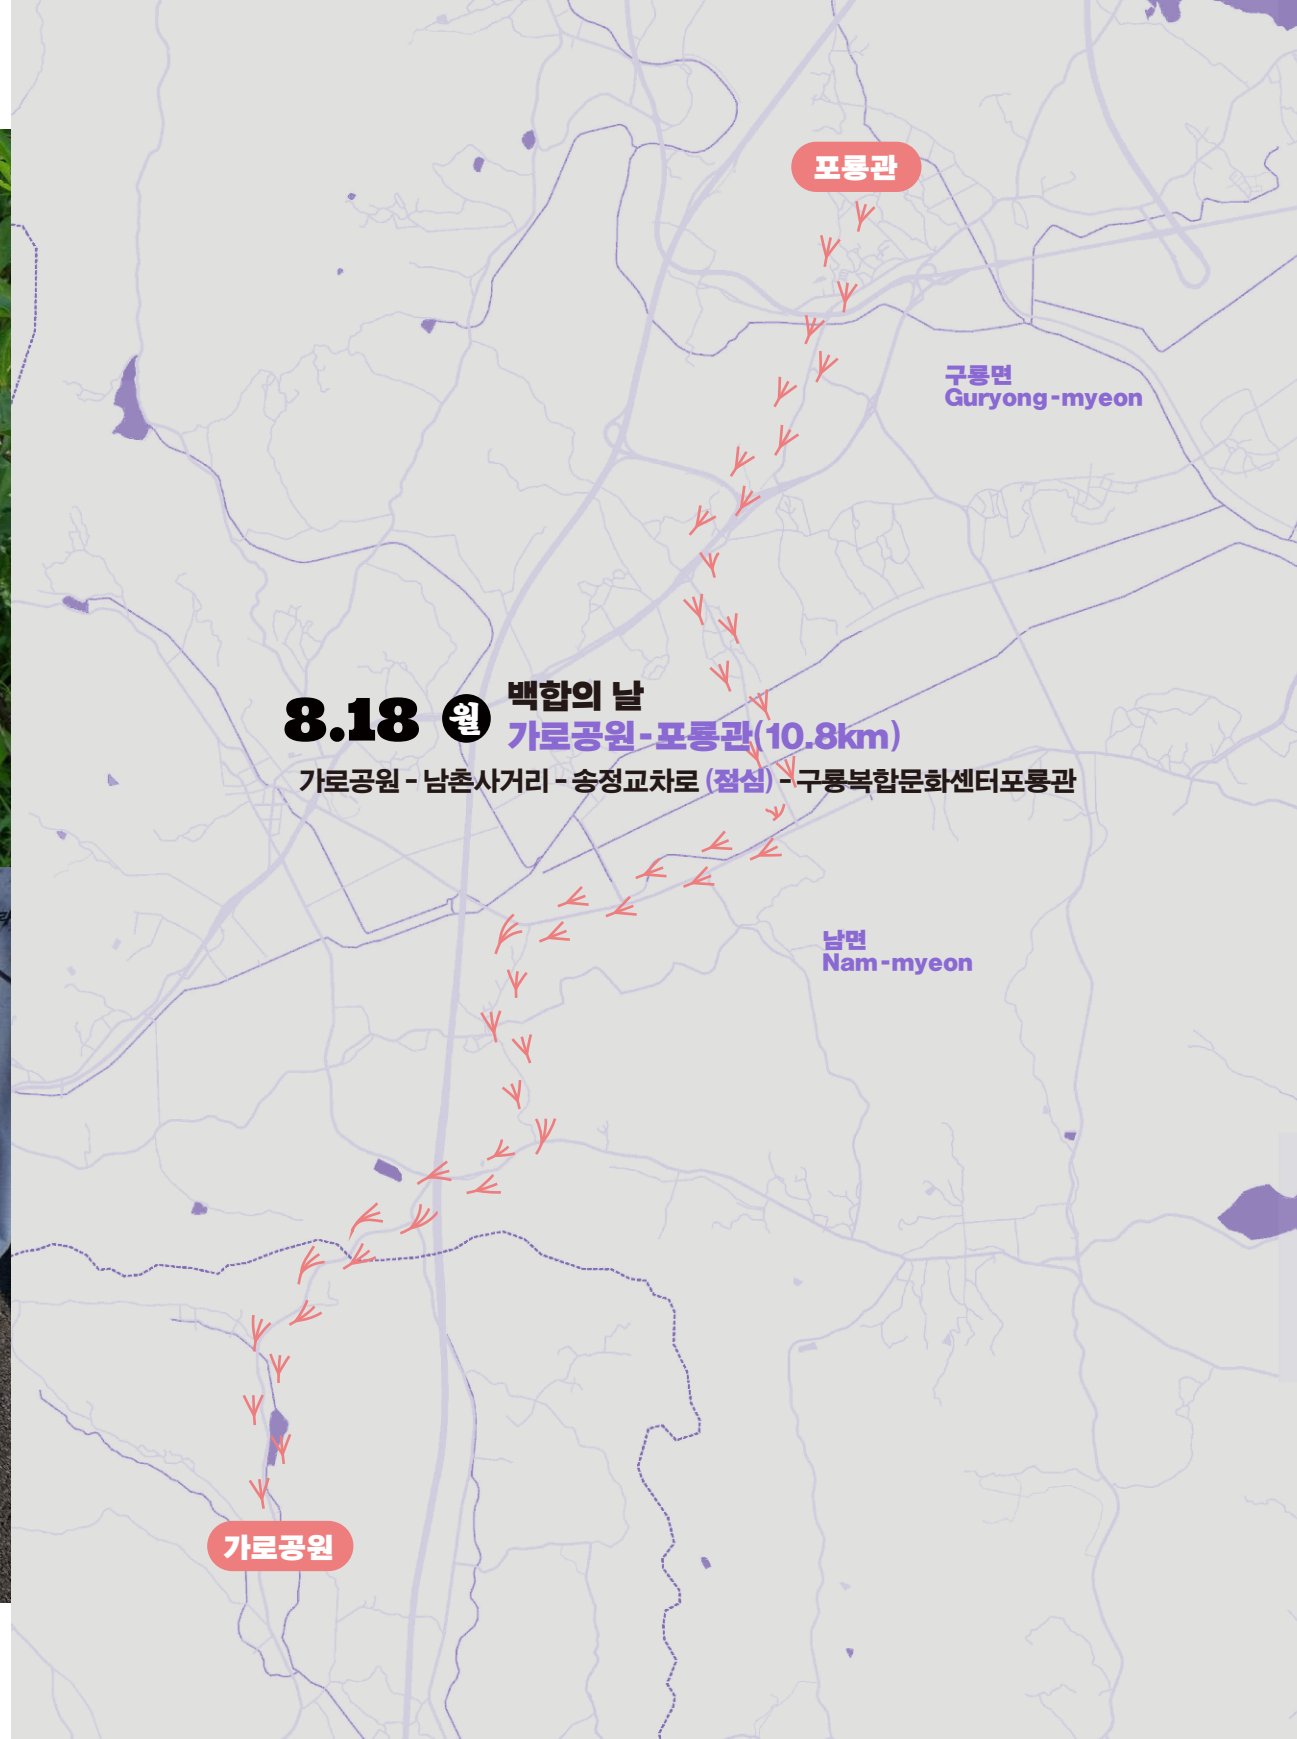 포룡관
구룡면
Guryong-myeon
8.18 월
백합의 날
가로공원-포룡관(10.8km)
가로공원 - 남촌사거리 - 송정교차로 (점심) - 구룡복합문화센터포룡관
남면
Nam-myeon
가로공원